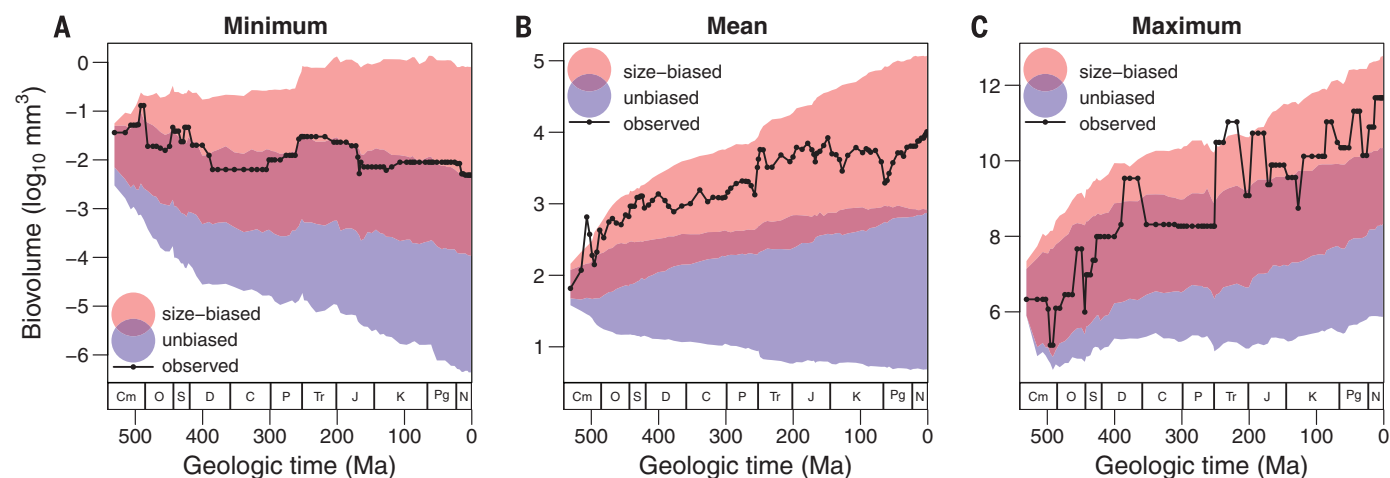 A Minimum
B Mean
C Maximum
Biovolume (log10 mm3)
0
−1
−2
−3
−4
−5
−6
size−biased
unbiased
observed
Cm O S D C P Tr J K Pg N
500 400 300 200 100 0
Geologic time (Ma)
5
4
3
2
1
size−biased
unbiased
observed
Cm O S D C P Tr J K Pg N
500 400 300 200 100 0
Geologic time (Ma)
12
10
8
6
size−biased
unbiased
observed
Cm O S D C P Tr J K Pg N
500 400 300 200 100 0
Geologic time (Ma)